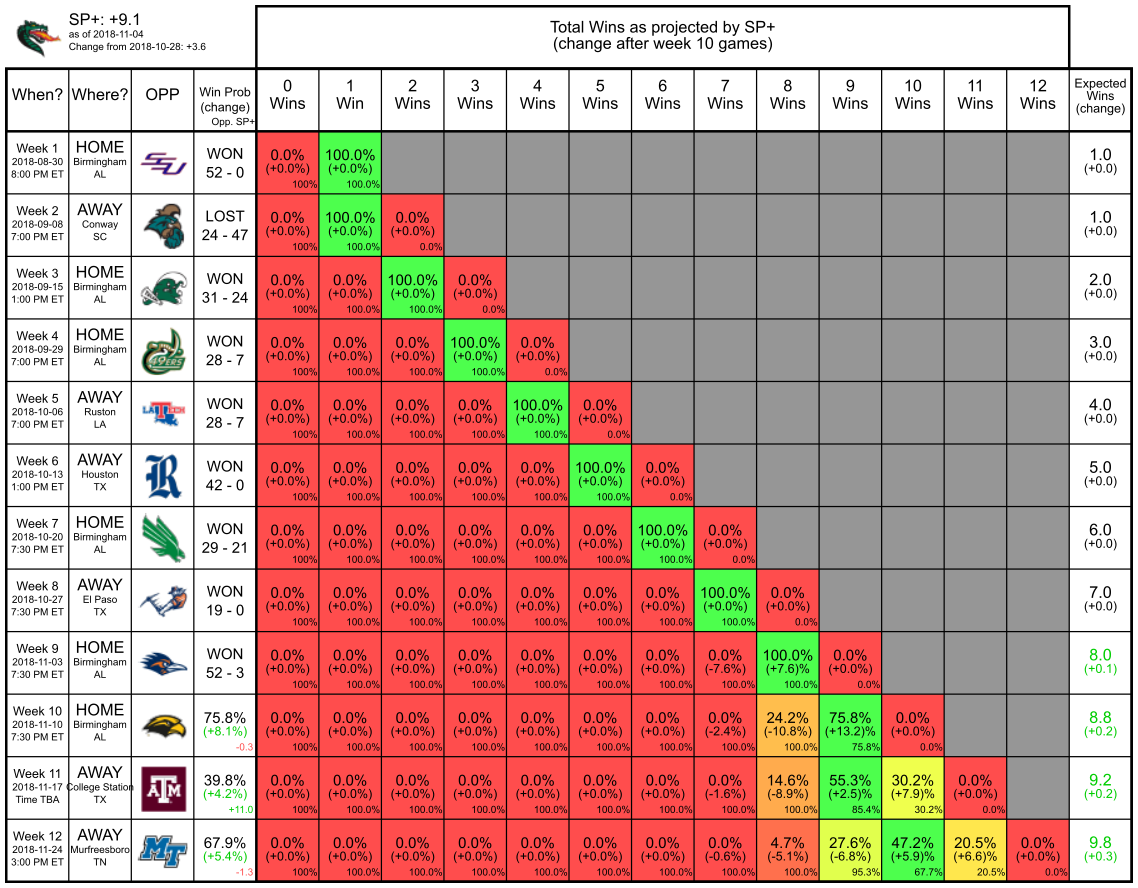 SP+: +9.1
as of 2018-11-04
Change from 2018-10-28: +3.6
Total Wins as projected by SP+
(change after week 10 games)
When? Where? OPP Win Prob (change) Opp. SP+ 0 Wins 1 Win 2 Wins 3 Wins 4 Wins 5 Wins 6 Wins 7 Wins 8 Wins 9 Wins 10 Wins 11 Wins 12 Wins Expected Wins (change)
Week 1 HOME WON 0.0% 100.0% 1.0
2018-08-30 Birmingham (+0.0%) (+0.0%) (+0.0)
8:00 PM ET AL 52 - 0 100% 100.0%
Week 2 AWAY LOST 0.0% 100.0% 0.0% 1.0
2018-09-08 Conway (+0.0%) (+0.0%) (+0.0%) (+0.0)
7:00 PM ET SC 24 - 47 100% 100.0% 0.0%
Week 3 HOME WON 0.0% 0.0% 100.0% 0.0% 2.0
2018-09-15 Birmingham (+0.0%) (+0.0%) (+0.0%) (+0.0%) (+0.0)
1:00 PM ET AL 31 - 24 100% 100.0% 100.0% 0.0%
Week 4 HOME WON 0.0% 0.0% 0.0% 100.0% 0.0% 3.0
2018-09-29 Birmingham 49ERS (+0.0%) (+0.0%) (+0.0%) (+0.0%) (+0.0%) (+0.0)
7:00 PM ET AL 28 - 7 100% 100.0% 100.0% 100.0% 0.0%
Week 5 AWAY WON 0.0% 0.0% 0.0% 0.0% 100.0% 0.0% 4.0
2018-10-06 Ruston LA TECH (+0.0%) (+0.0%) (+0.0%) (+0.0%) (+0.0%) (+0.0%) (+0.0)
7:00 PM ET LA 28 - 7 100% 100.0% 100.0% 100.0% 100.0% 0.0%
Week 6 AWAY WON 0.0% 0.0% 0.0% 0.0% 0.0% 100.0% 0.0% 5.0
2018-10-13 Houston R (+0.0%) (+0.0%) (+0.0%) (+0.0%) (+0.0%) (+0.0%) (+0.0%) (+0.0)
1:00 PM ET TX 42 - 0 100% 100.0% 100.0% 100.0% 100.0% 100.0% 0.0%
Week 7 HOME WON 0.0% 0.0% 0.0% 0.0% 0.0% 0.0% 100.0% 0.0% 6.0
2018-10-20 Birmingham (+0.0%) (+0.0%) (+0.0%) (+0.0%) (+0.0%) (+0.0%) (+0.0%) (+0.0%) (+0.0)
7:30 PM ET AL 29 - 21 100% 100.0% 100.0% 100.0% 100.0% 100.0% 100.0% 0.0%
Week 8 AWAY WON 0.0% 0.0% 0.0% 0.0% 0.0% 0.0% 0.0% 100.0% 0.0% 7.0
2018-10-27 El Paso (+0.0%) (+0.0%) (+0.0%) (+0.0%) (+0.0%) (+0.0%) (+0.0%) (+0.0%) (+0.0%) (+0.0)
7:30 PM ET TX 19 - 0 100% 100.0% 100.0% 100.0% 100.0% 100.0% 100.0% 100.0% 0.0%
Week 9 HOME WON 0.0% 0.0% 0.0% 0.0% 0.0% 0.0% 0.0% 0.0% 100.0% 0.0% 8.0
2018-11-03 Birmingham (+0.0%) (+0.0%) (+0.0%) (+0.0%) (+0.0%) (+0.0%) (+0.0%) (-7.6%) (+7.6)% (+0.0%) (+0.1)
7:30 PM ET AL 52 - 3 100% 100.0% 100.0% 100.0% 100.0% 100.0% 100.0% 100.0% 100.0% 0.0%
Week 10 HOME 75.8% 0.0% 0.0% 0.0% 0.0% 0.0% 0.0% 0.0% 0.0% 24.2% 75.8% 0.0% 8.8
2018-11-10 Birmingham (+8.1%) (+0.0%) (+0.0%) (+0.0%) (+0.0%) (+0.0%) (+0.0%) (+0.0%) (-2.4%) (-10.8%) (+13.2)% (+0.0%) (+0.2)
7:30 PM ET AL -0.3 100% 100.0% 100.0% 100.0% 100.0% 100.0% 100.0% 100.0% 100.0% 75.8% 0.0%
Week 11 AWAY 39.8% 0.0% 0.0% 0.0% 0.0% 0.0% 0.0% 0.0% 0.0% 14.6% 55.3% 30.2% 0.0% 9.2
2018-11-17 College Station ATM (+4.2%) (+0.0%) (+0.0%) (+0.0%) (+0.0%) (+0.0%) (+0.0%) (+0.0%) (-1.6%) (-8.9%) (+2.5)% (+7.9)% (+0.0%) (+0.2)
Time TBA TX +11.0 100% 100.0% 100.0% 100.0% 100.0% 100.0% 100.0% 100.0% 100.0% 85.4% 30.2% 0.0%
Week 12 AWAY 67.9% 0.0% 0.0% 0.0% 0.0% 0.0% 0.0% 0.0% 0.0% 4.7% 27.6% 47.2% 20.5% 0.0% 9.8
2018-11-24 Murfreesboro MT (+5.4%) (+0.0%) (+0.0%) (+0.0%) (+0.0%) (+0.0%) (+0.0%) (+0.0%) (-0.6%) (-5.1%) (-6.8%) (+5.9)% (+6.6)% (+0.0%) (+0.3)
3:00 PM ET TN -1.3 100% 100.0% 100.0% 100.0% 100.0% 100.0% 100.0% 100.0% 100.0% 95.3% 67.7% 20.5% 0.0%